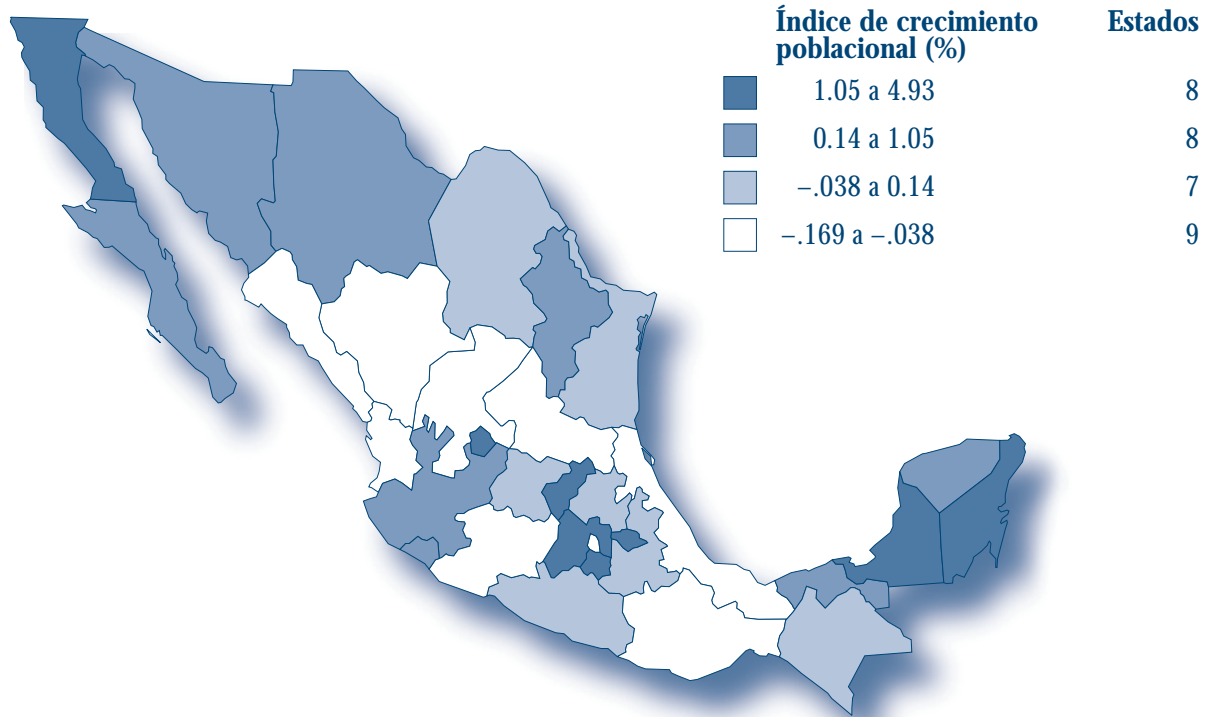 Índice de crecimiento Estados
poblacional (%)
1.05 a 4.93 8
0.14 a 1.05 8
–.038 a 0.14 7
–.169 a –.038 9